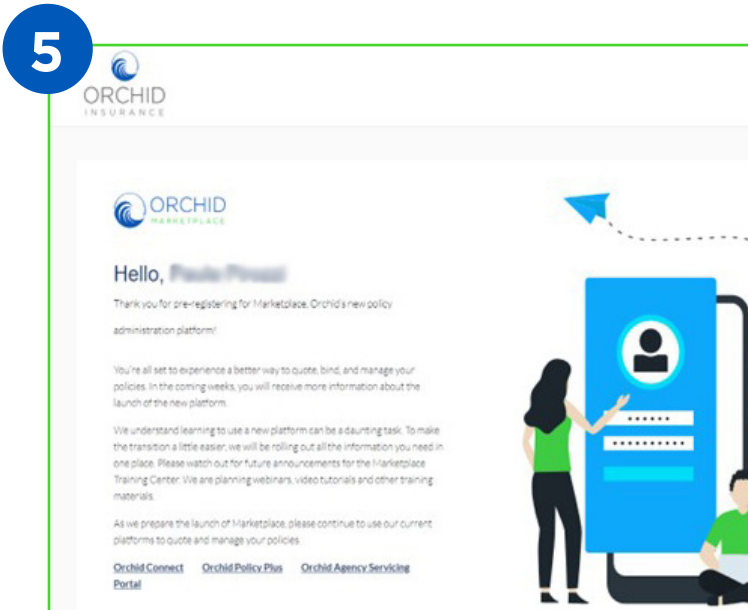 5
ORCHID
INSURANCE
ORCHID
MARKETPLACE
Hello,
Thank you for pre-registering for Marketplace, Orchid's new policy
administration platform!
You're all set to experience a better way to quote, bind, and manage your
policies. In the coming weeks, you will receive more information about the
launch of the new platform.
We understand learning to use a new platform can be a daunting task. To make
the transition a little easier, we will be rolling out all the information you need in
one place. Please watch out for future announcements for the Marketplace
Training Center. We are planning webinars, video tutorials and other training
materials.
As we prepare the launch of Marketplace, please continue to use our current
platforms to quote and manage your policies.
Orchid Connect Orchid Policy Plus Orchid Agency Servicing
Portal